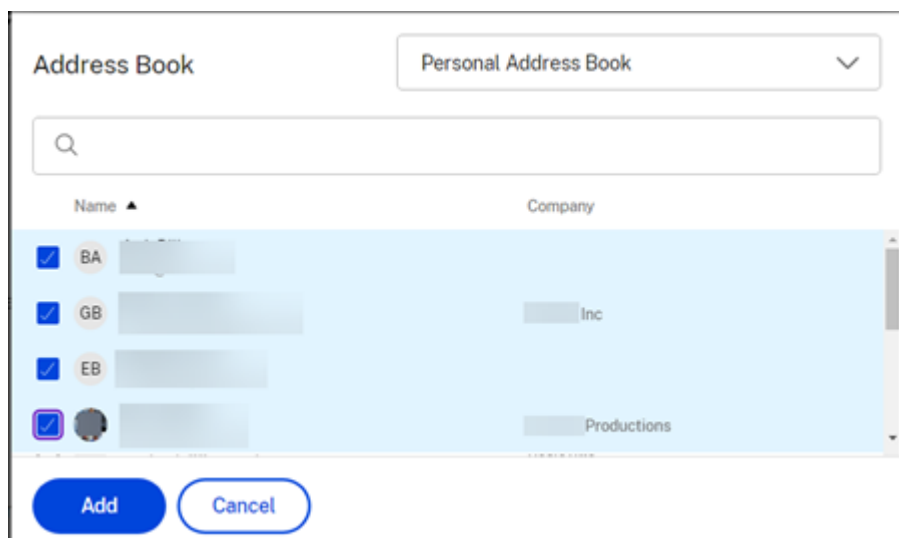 Address Book
Personal Address Book
Name Company
BA
GB Inc
EB
Productions
Add Cancel